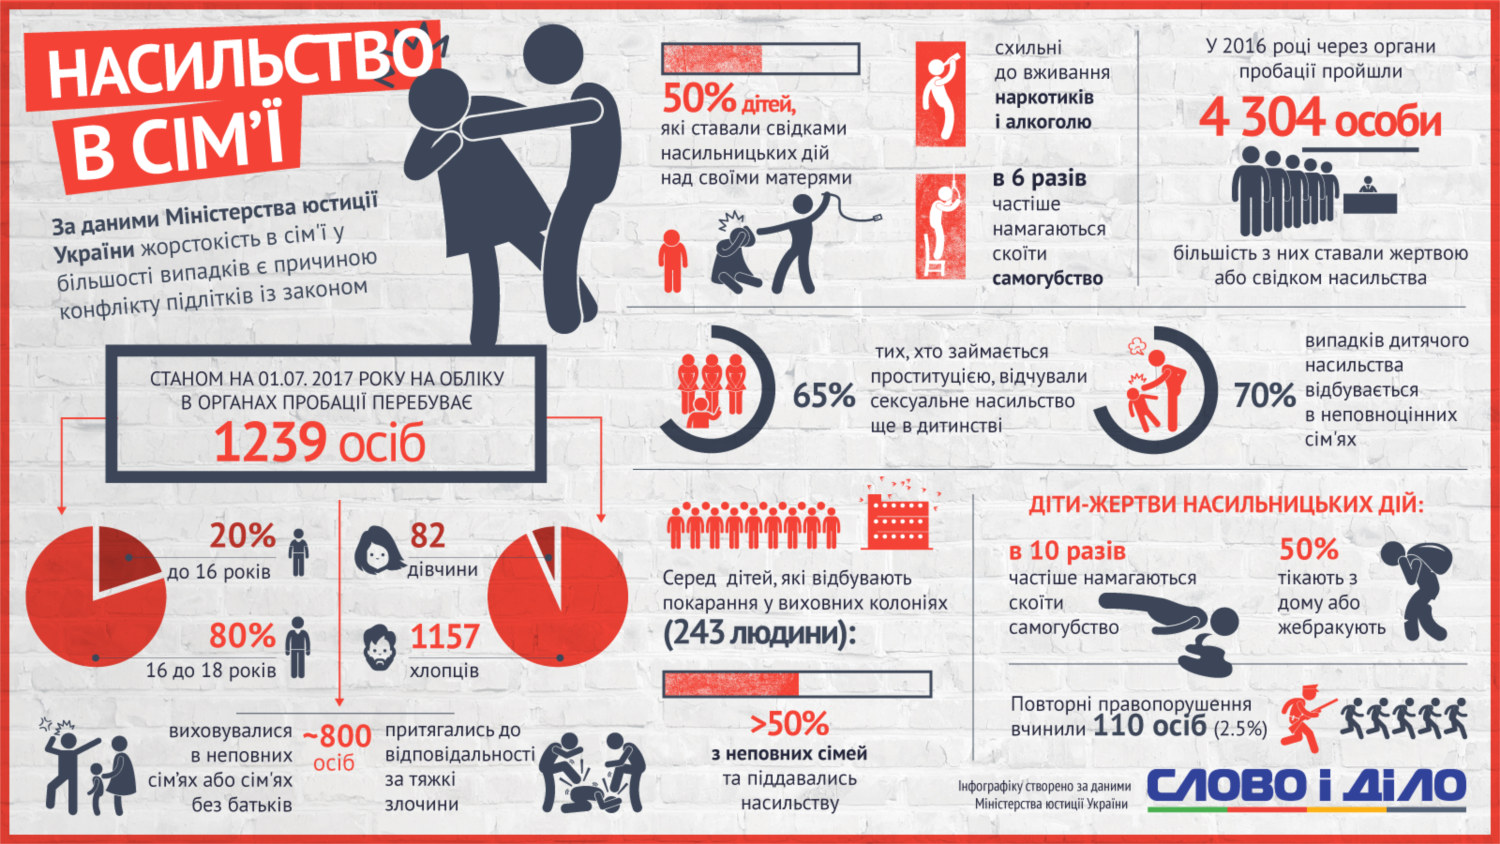 НАСИЛЬСТВО
В СІМ’Ї
За даними Міністерства юстиції
України жорстокість в сім'ї у
більшості випадків є причиною
конфлікту підлітків із законом
СТАНОМ НА 01.07. 2017 РОКУ НА ОБЛІКУ
В ОРГАНАХ ПРОБАЦІЇ ПЕРЕБУВАЄ
1239 осіб
20%
до 16 років
80%
16 до 18 років
82
дівчини
1157
хлопців
виховувалися
в неповних
сім’ях або сім'ях
без батьків
~800
осіб
притягались до
відповідальності
за тяжкі
злочини
50% дітей,
які ставали свідками
насильницьких дій
над своїми матерями
схильні
до вживання
наркотиків
і алкоголю
в 6 разів
частіше
намагаються
скоїти
самогубство
У 2016 році через органи
пробації пройшли
4 304 особи
більшість з них ставали жертвою
або свідком насильства
65%
тих, хто займається
проституцією, відчували
сексуальне насильство
ще в дитинстві
70%
випадків дитячого
насильства
відбувається
в неповноцінних
сім'ях
Серед дітей, які відбувають
покарання у виховних колоніях
(243 людини):
>50%
з неповних сімей
та піддавались
насильству
ДІТИ-ЖЕРТВИ НАСИЛЬНИЦЬКИХ ДІЙ:
в 10 разів
частіше намагаються
скоїти
самогубство
50%
тікають з
дому або
жебракують
Повторні правопорушення
вчинили 110 осіб (2.5%)
Інфографіку створено за даними
Міністерства юстиції України
СЛОВО і ДіЛО